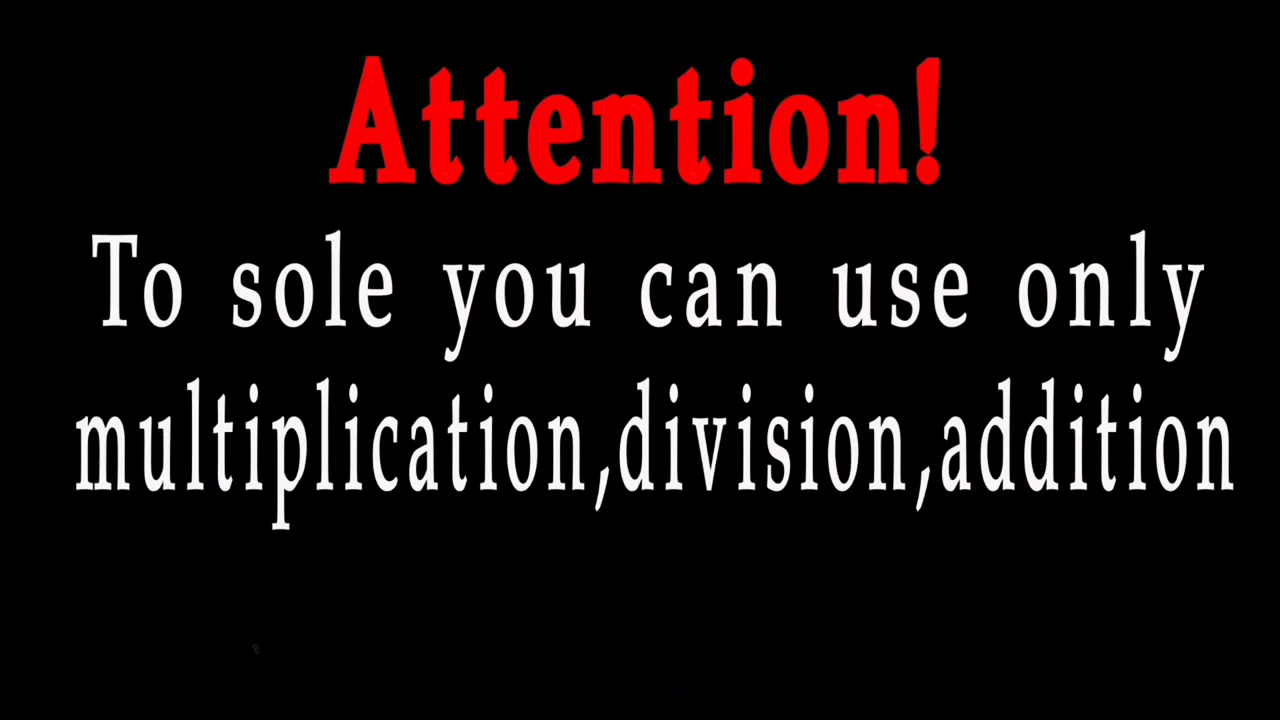 Attention!
To sole you can use only
multiplication,division,addition